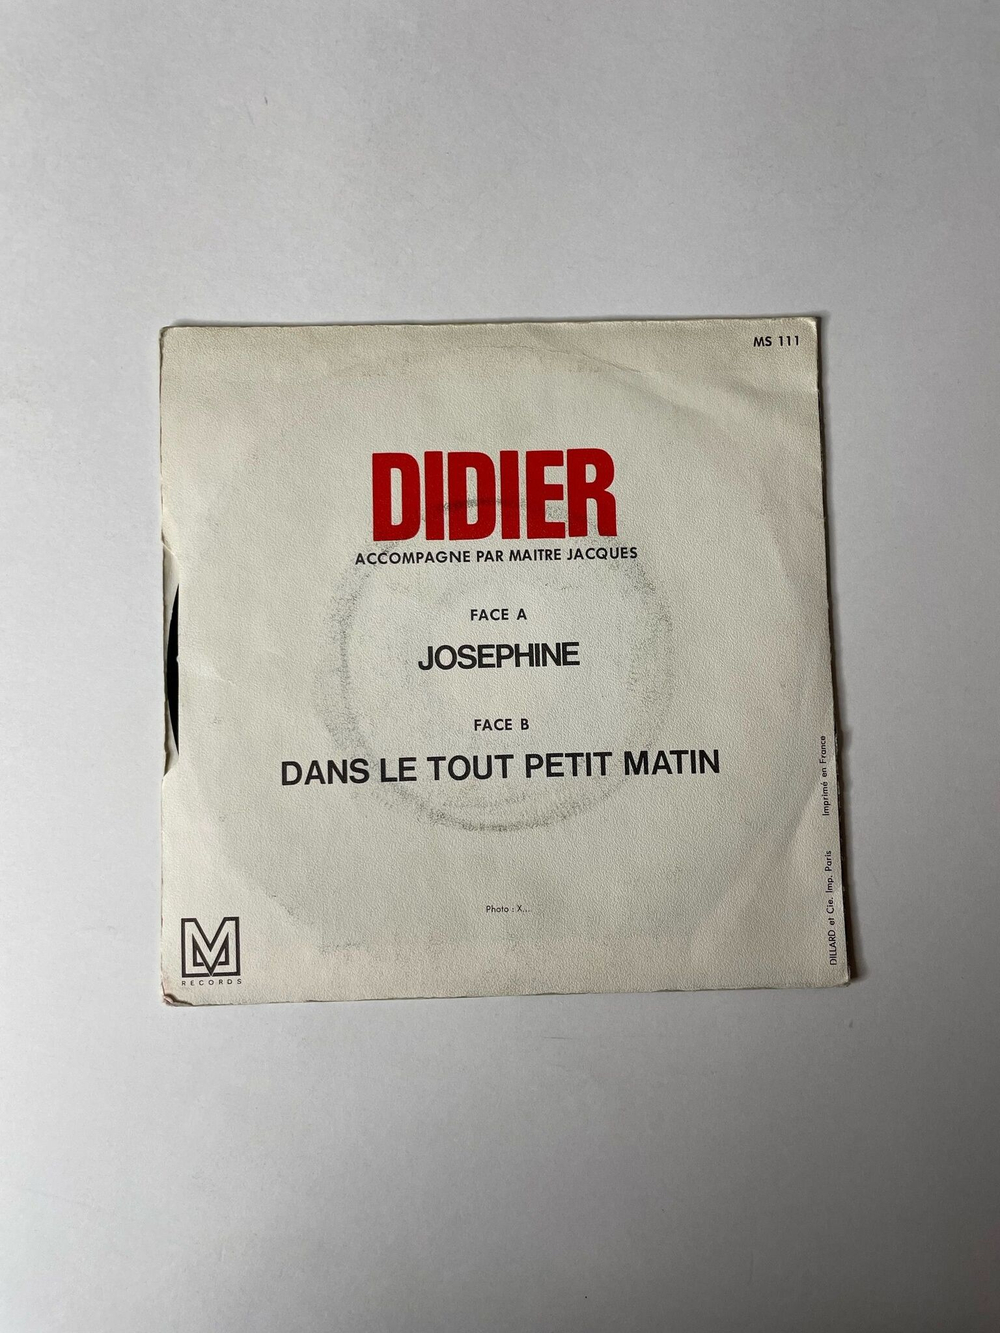 MS 111
DIDIER
ACCOMPAGNE PAR MAITRE JACQUES
FACE A
JOSEPHINE
FACE B
DANS LE TOUT PETIT MATIN
Photo : X...
M
RECORDS
DILLARD et Cie. Imp. Paris Imprimé en France